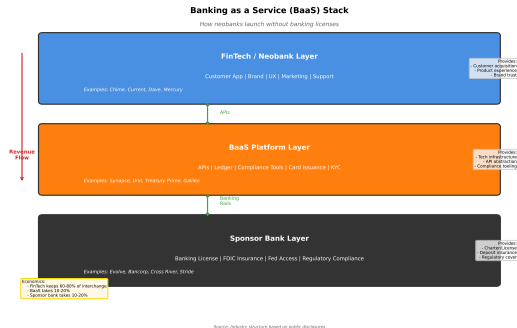 Banking as a Service (BaaS) Stack
How neobanks launch without banking licenses
FinTech / Neobank Layer
Customer App | Brand | UX | Marketing | Support
Examples: Chime, Current, Dave, Mercury
Provides:
- Customer acquisition
- Product experience
- Brand trust
APIs
Revenue
Flow
BaaS Platform Layer
APIs | Ledger | Compliance Tools | Card Issuance | KYC
Examples: Synapse, Unit, Treasury Prime, Galileo
Provides:
- Tech infrastructure
- API abstraction
- Compliance tooling
Banking
Rails
Sponsor Bank Layer
Banking License | FDIC Insurance | Fed Access | Regulatory Compliance
Examples: Evolve, Bancorp, Cross River, Stride
Provides:
- Charter/License
- Deposit insurance
- Regulatory cover
Economics:
- FinTech keeps 60-80% of interchange
- BaaS takes 10-20%
- Sponsor bank takes 10-20%
Source: Industry structure based on public disclosures